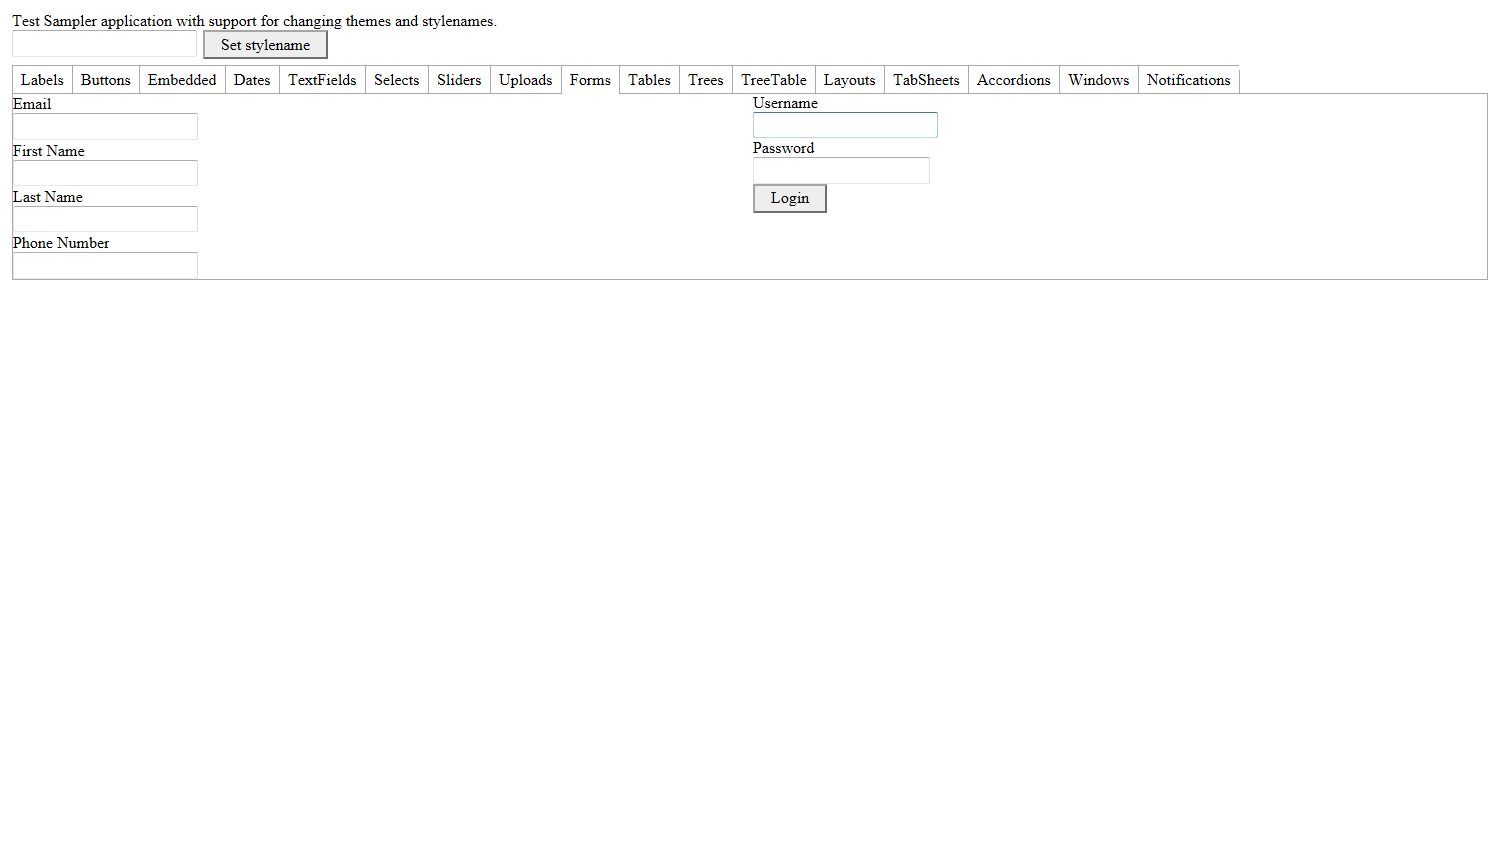 Test Sampler application with support for changing themes and stylenames.
Set stylename
Labels Buttons Embedded Dates TextFields Selects Sliders Uploads Forms Tables Trees TreeTable Layouts TabSheets Accordions Windows Notifications
Email
First Name
Last Name
Phone Number
Username
Password
Login